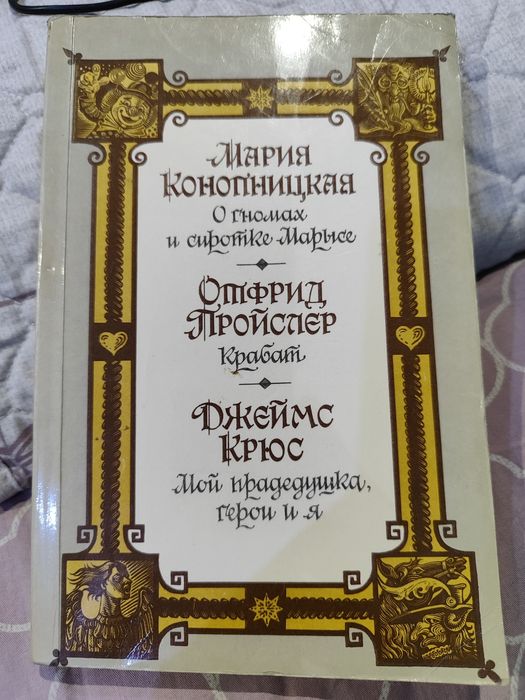 Мария
Конопницкая
О гномах
и сиротке Марысе
Отфрид
Пройслер
Крабат
Джеймс
Крюс
Мой прадедушка,
герои и я